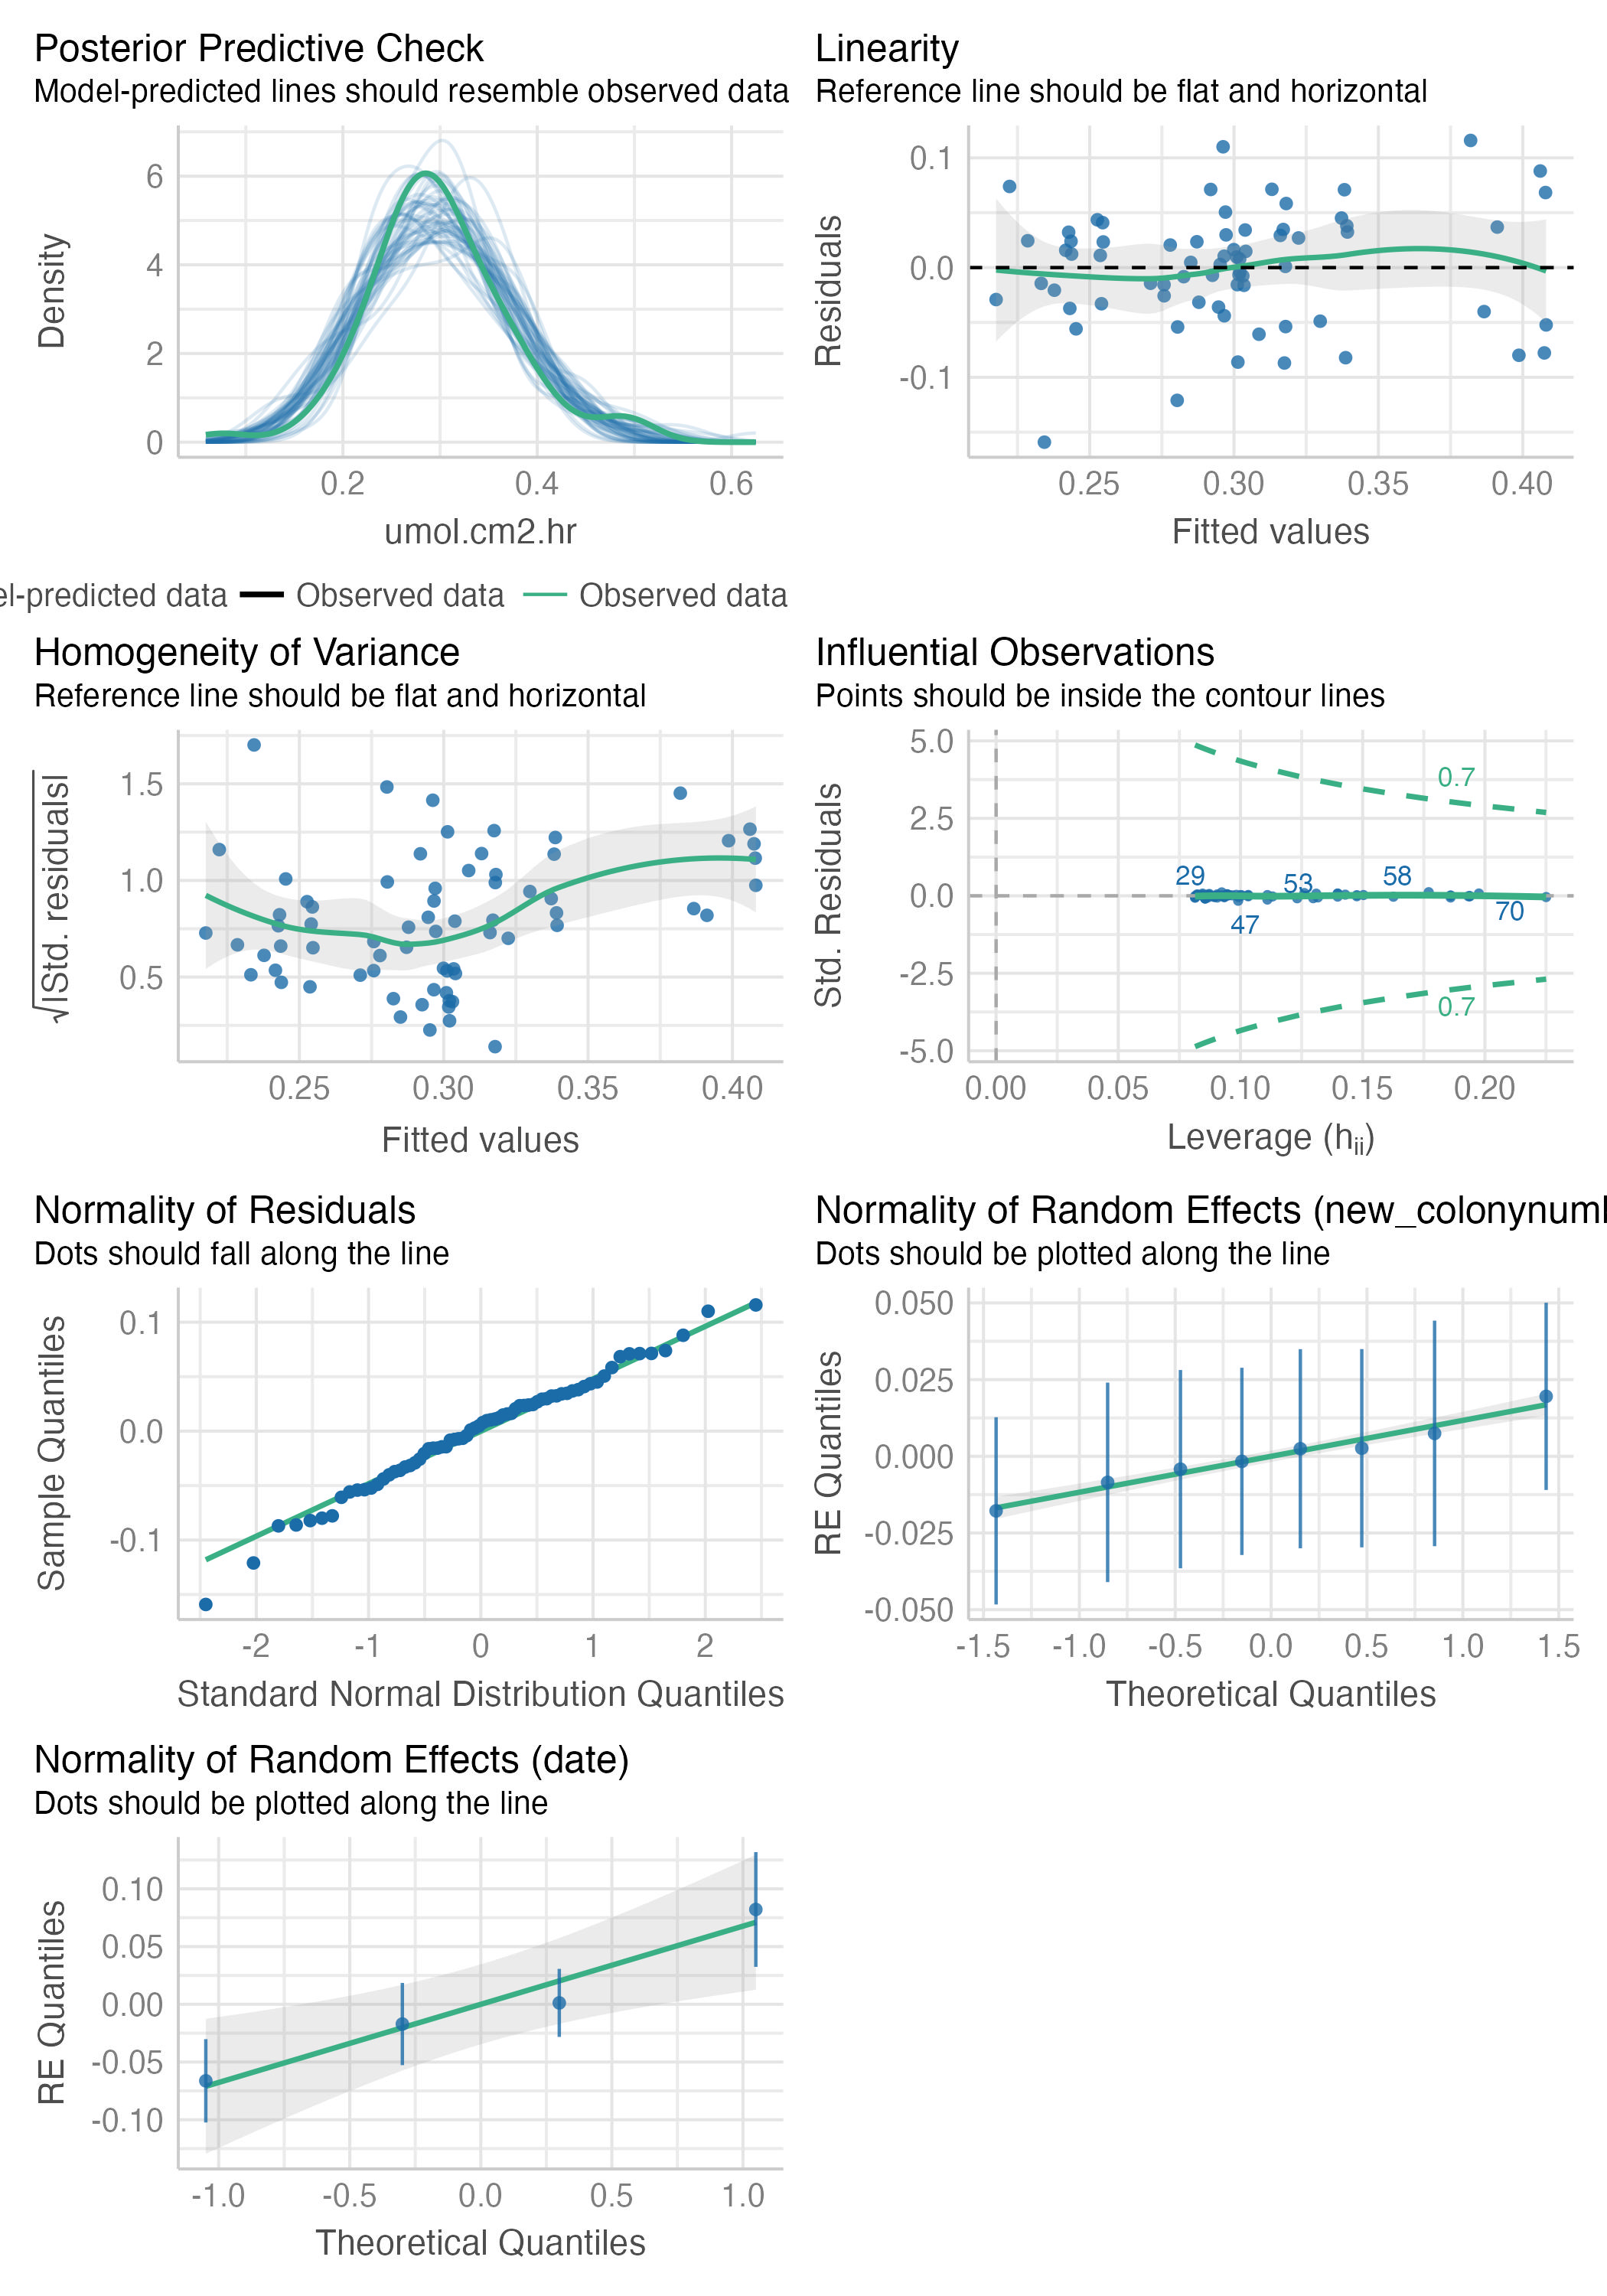 Posterior Predictive Check
Model-predicted lines should resemble observed data
Density
6
4
2
0
0.2 0.4 0.6
umol.cm2.hr
el-predicted data Observed data Observed data
Linearity
Reference line should be flat and horizontal
Residuals
0.1
0.0
-0.1
0.25 0.30 0.35 0.40
Fitted values
Homogeneity of Variance
Reference line should be flat and horizontal
√|Std. residuals|
1.5
1.0
0.5
0.25 0.30 0.35 0.40
Fitted values
Influential Observations
Points should be inside the contour lines
Std. Residuals
5.0
2.5
0.0
-2.5
-5.0
0.7
29 53 58
47 70
0.7
0.00 0.05 0.10 0.15 0.20
Leverage (hii)
Normality of Residuals
Dots should fall along the line
Sample Quantiles
0.1
0.0
-0.1
-2 -1 0 1 2
Standard Normal Distribution Quantiles
Normality of Random Effects (new_colonynum
Dots should be plotted along the line
RE Quantiles
0.050
0.025
0.000
-0.025
-0.050
-1.5 -1.0 -0.5 0.0 0.5 1.0 1.5
Theoretical Quantiles
Normality of Random Effects (date)
Dots should be plotted along the line
RE Quantiles
0.10
0.05
0.00
-0.05
-0.10
-1.0 -0.5 0.0 0.5 1.0
Theoretical Quantiles